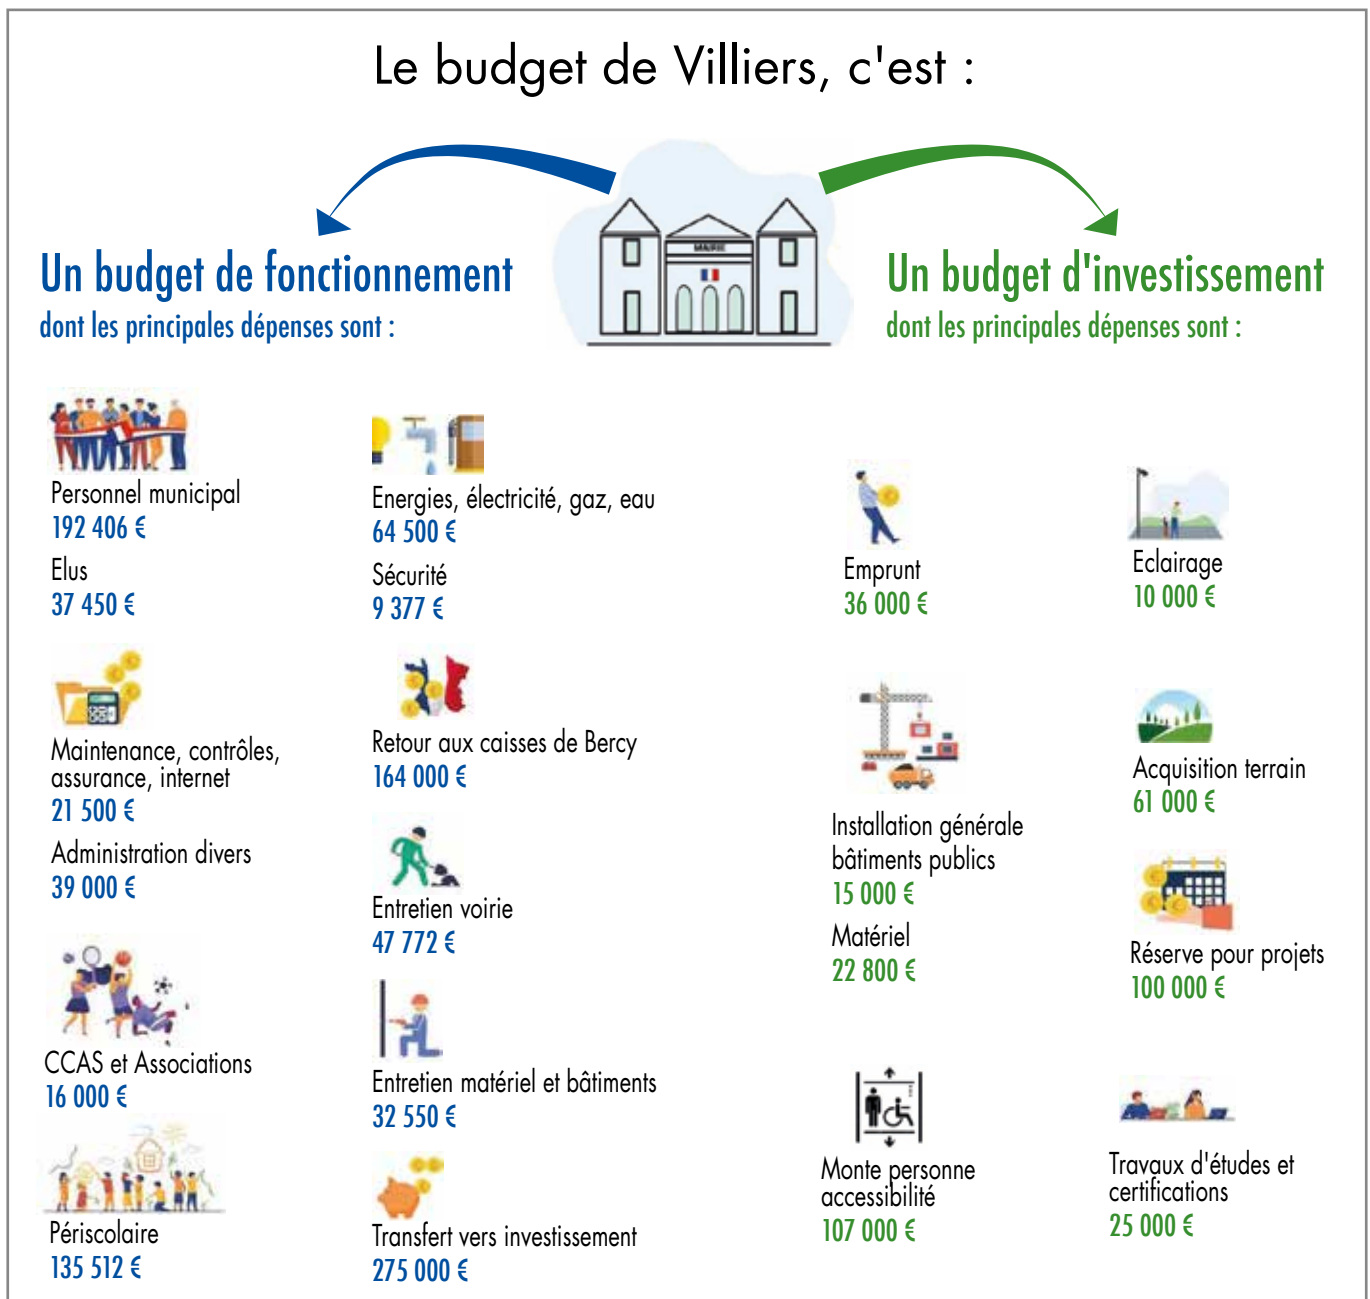 Le budget de Villiers, c'est :
MAIRIE
Un budget de fonctionnement
dont les principales dépenses sont :
Personnel municipal
192 406 €
Elus
37 450 €
Maintenance, contrôles,
assurance, internet
21 500 €
Administration divers
39 000 €
CCAS et Associations
16 000 €
Périscolaire
135 512 €
Energies, électricité, gaz, eau
64 500 €
Sécurité
9 377 €
Retour aux caisses de Bercy
164 000 €
Entretien voirie
47 772 €
Entretien matériel et bâtiments
32 550 €
Transfert vers investissement
275 000 €
Un budget d'investissement
dont les principales dépenses sont :
Emprunt
36 000 €
Installation générale
bâtiments publics
15 000 €
Matériel
22 800 €
Monte personne
accessibilité
107 000 €
Eclairage
10 000 €
Acquisition terrain
61 000 €
Réserve pour projets
100 000 €
Travaux d'études et
certifications
25 000 €